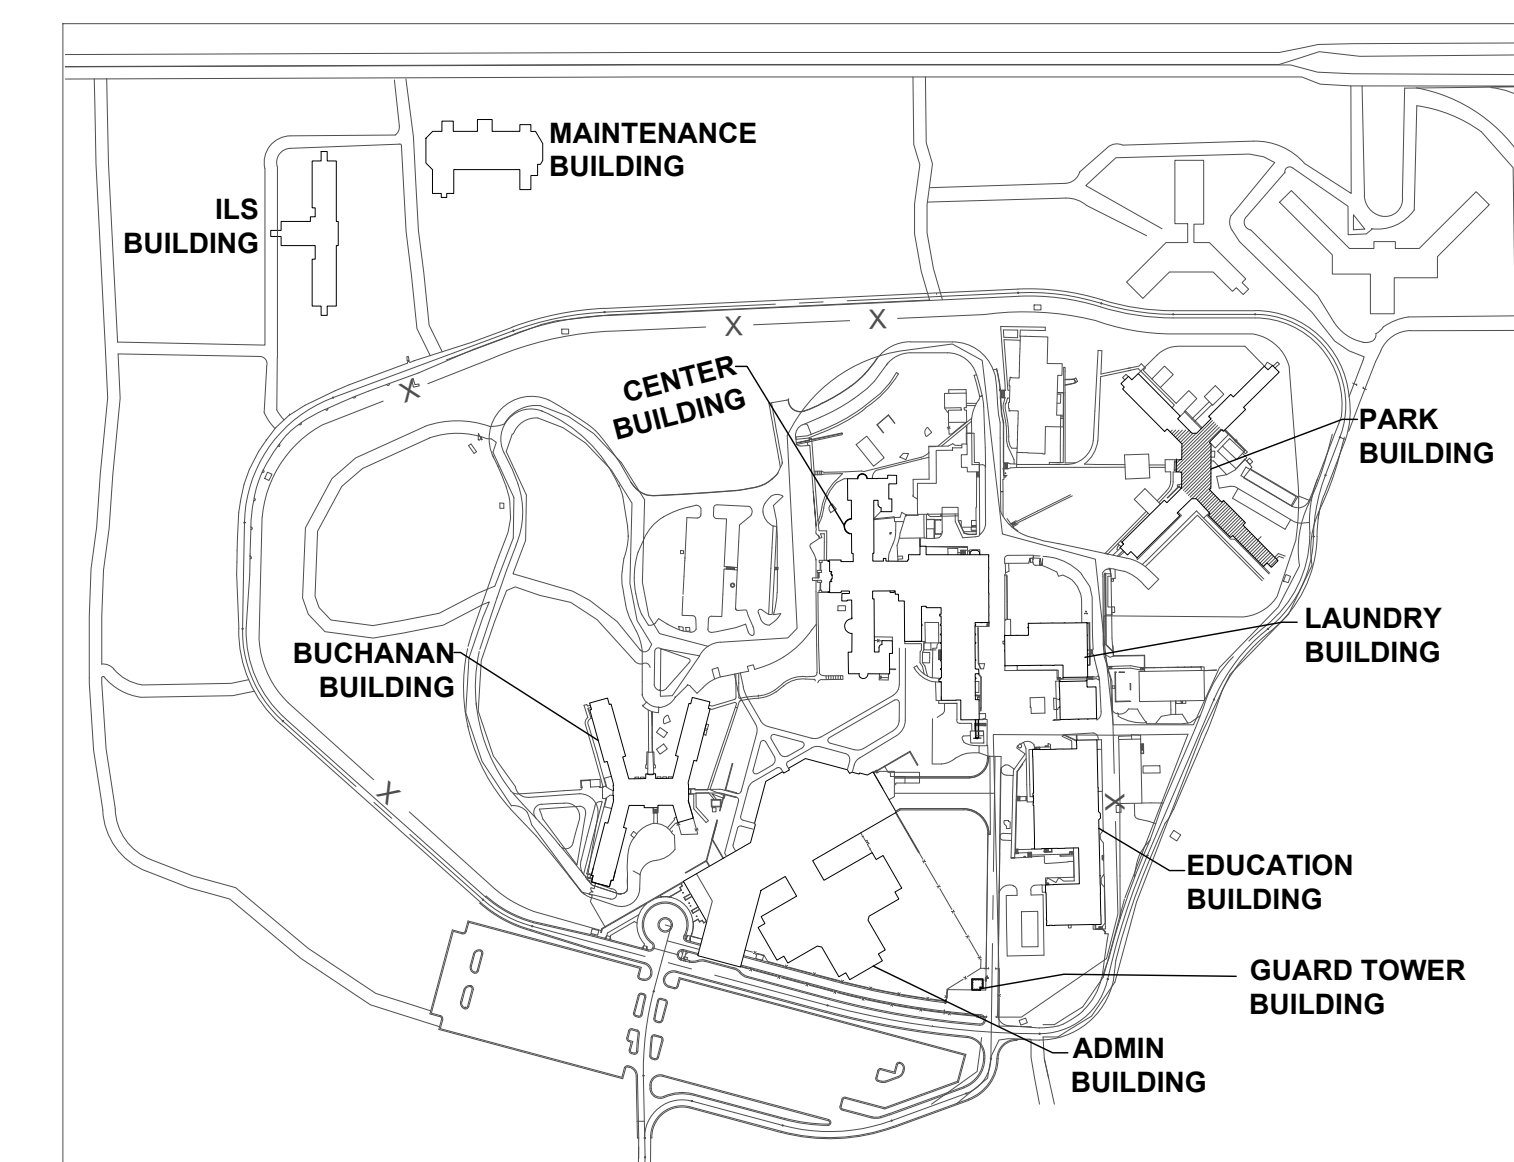 MAINTENANCE
BUILDING
ILS
BUILDING
X
X
X
CENTER
BUILDING
PARK
BUILDING
LAUNDRY
BUILDING
BUCHANAN
BUILDING
X
X
EDUCATION
BUILDING
GUARD TOWER
BUILDING
ADMIN
BUILDING